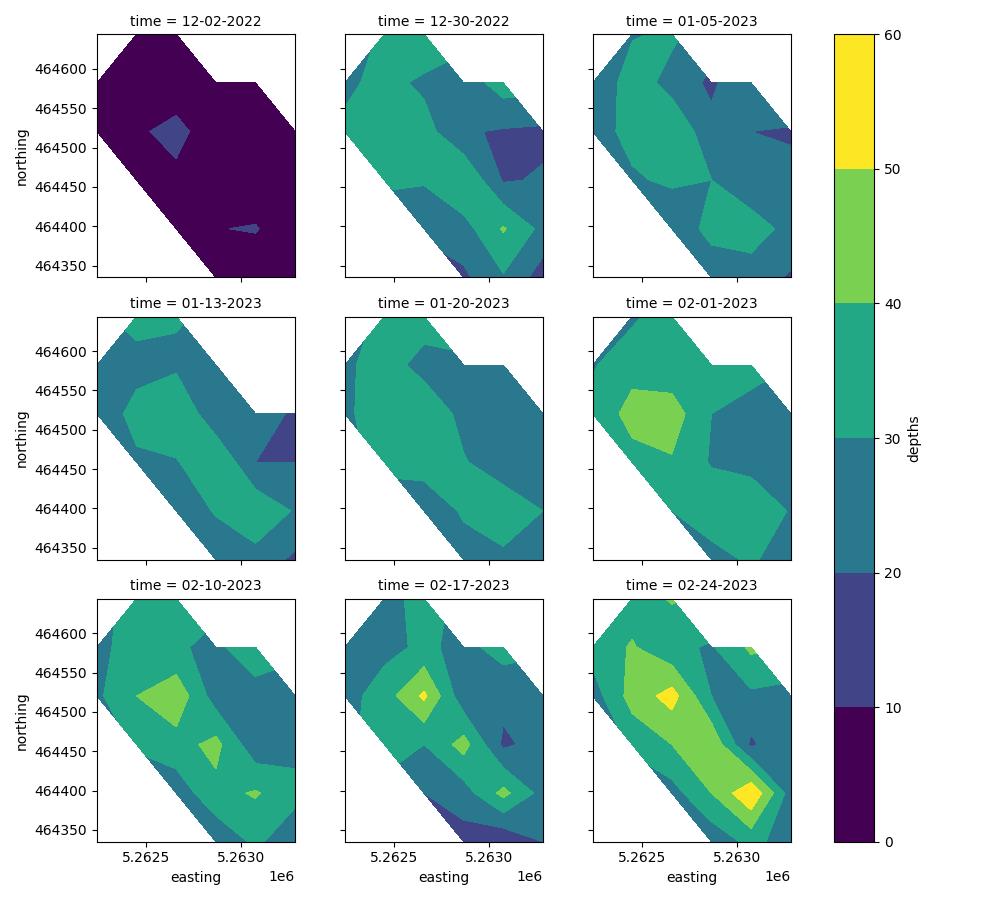 time = 12-02-2022
time = 12-30-2022
time = 01-05-2023
464600
464550
464500
464450
464400
464350
northing
time = 01-13-2023
time = 01-20-2023
time = 02-01-2023
464600
464550
464500
464450
464400
464350
northing
time = 02-10-2023
time = 02-17-2023
time = 02-24-2023
464600
464550
464500
464450
464400
464350
northing
5.2625 5.2630
easting 1e6
5.2625 5.2630
easting 1e6
5.2625 5.2630
easting 1e6
60
50
40
30
20
10
0
depths